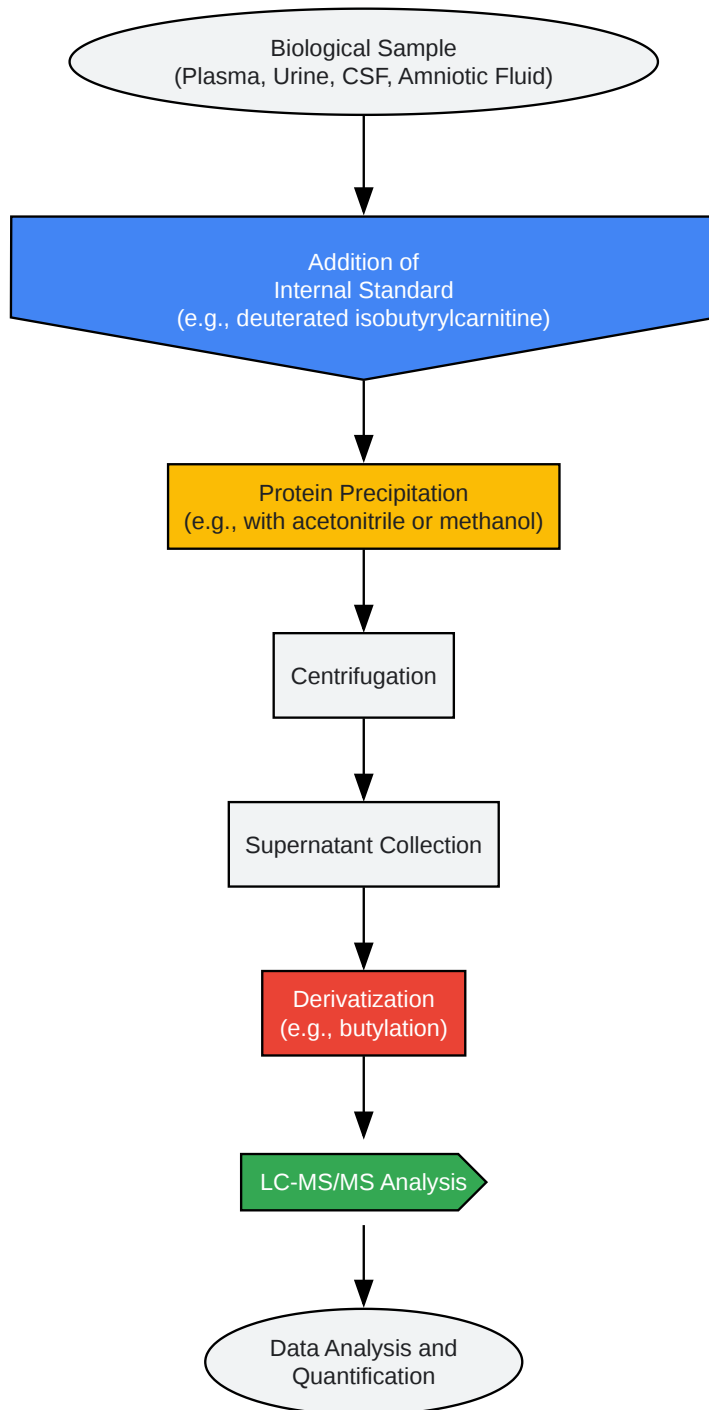 Biological Sample
(Plasma, Urine, CSF, Amniotic Fluid)
Addition of
Internal Standard
(e.g., deuterated isobutyrylcarnitine)
Protein Precipitation
(e.g., with acetonitrile or methanol)
Centrifugation
Supernatant Collection
Derivatization
(e.g., butylation)
LC-MS/MS Analysis
Data Analysis and
Quantification